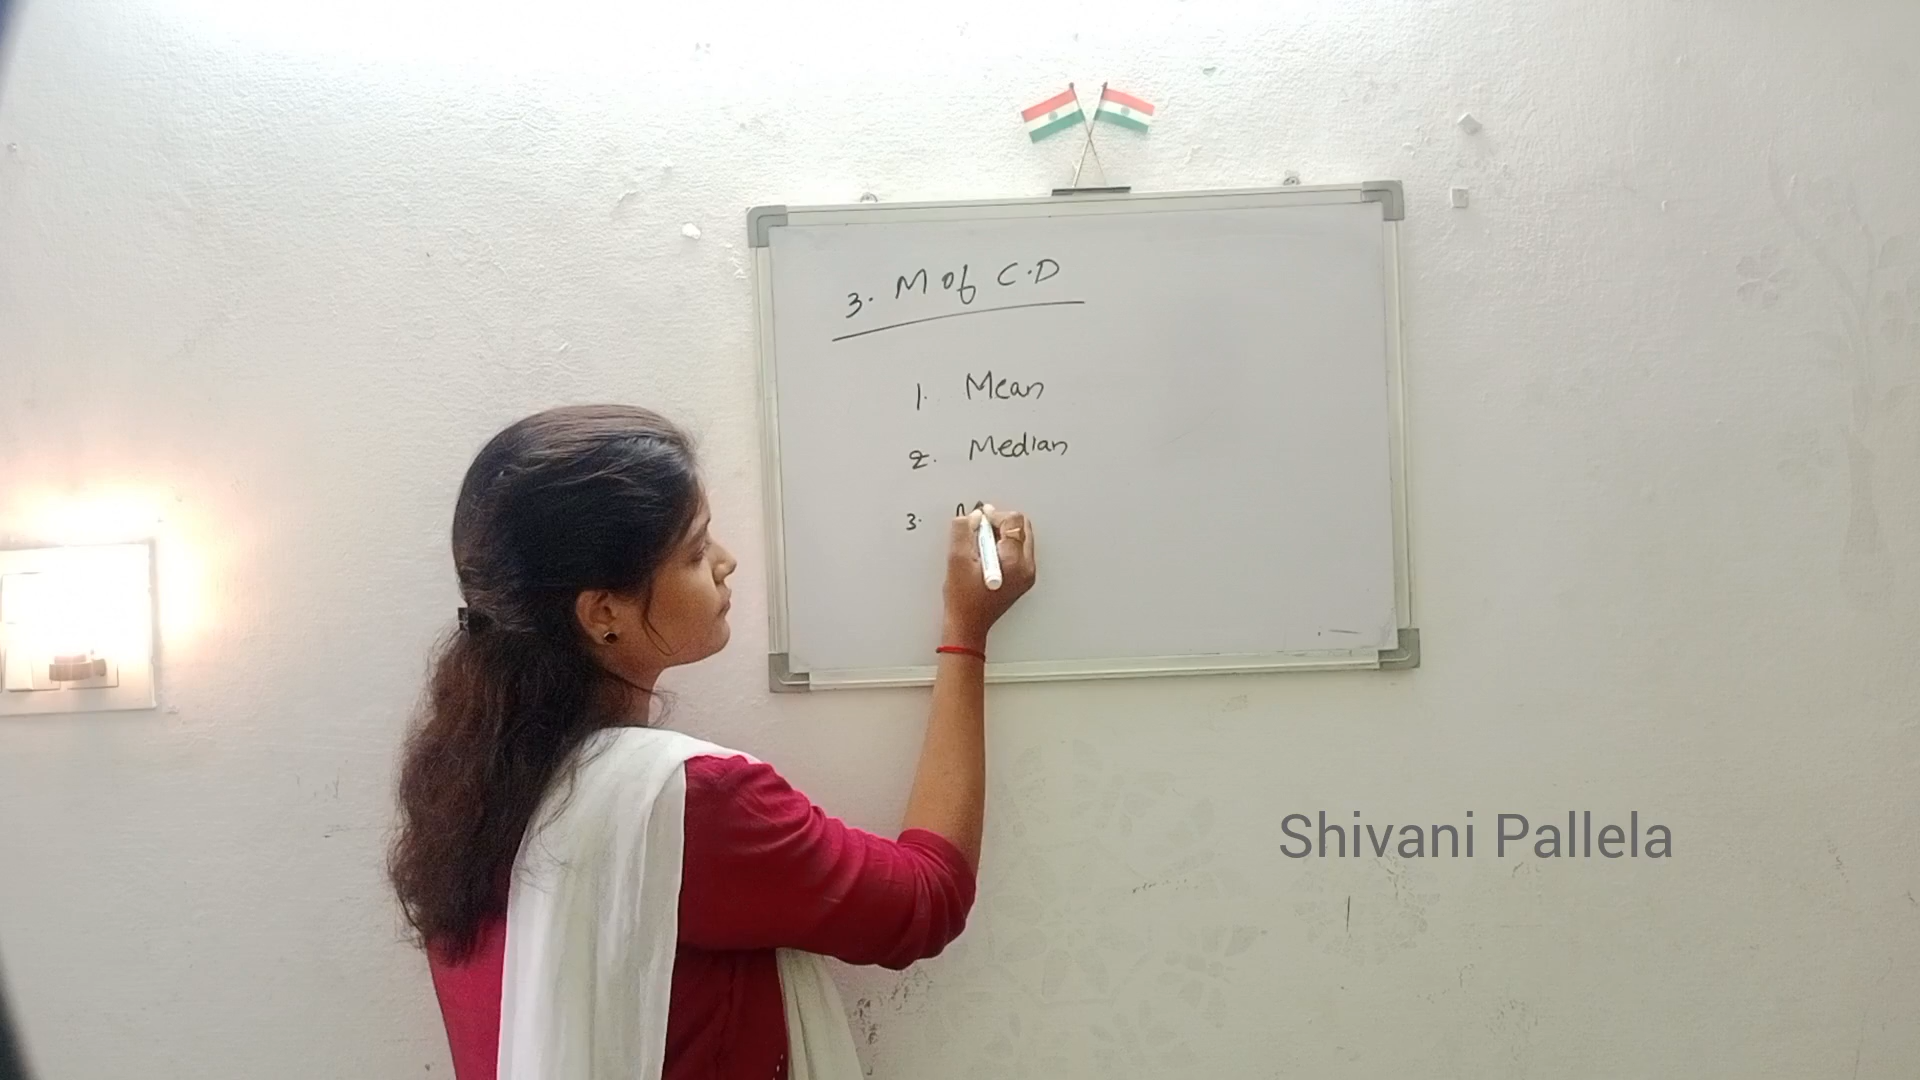 3. M of C.D
1. Mean
2. Median
3. M
Shivani Pallela